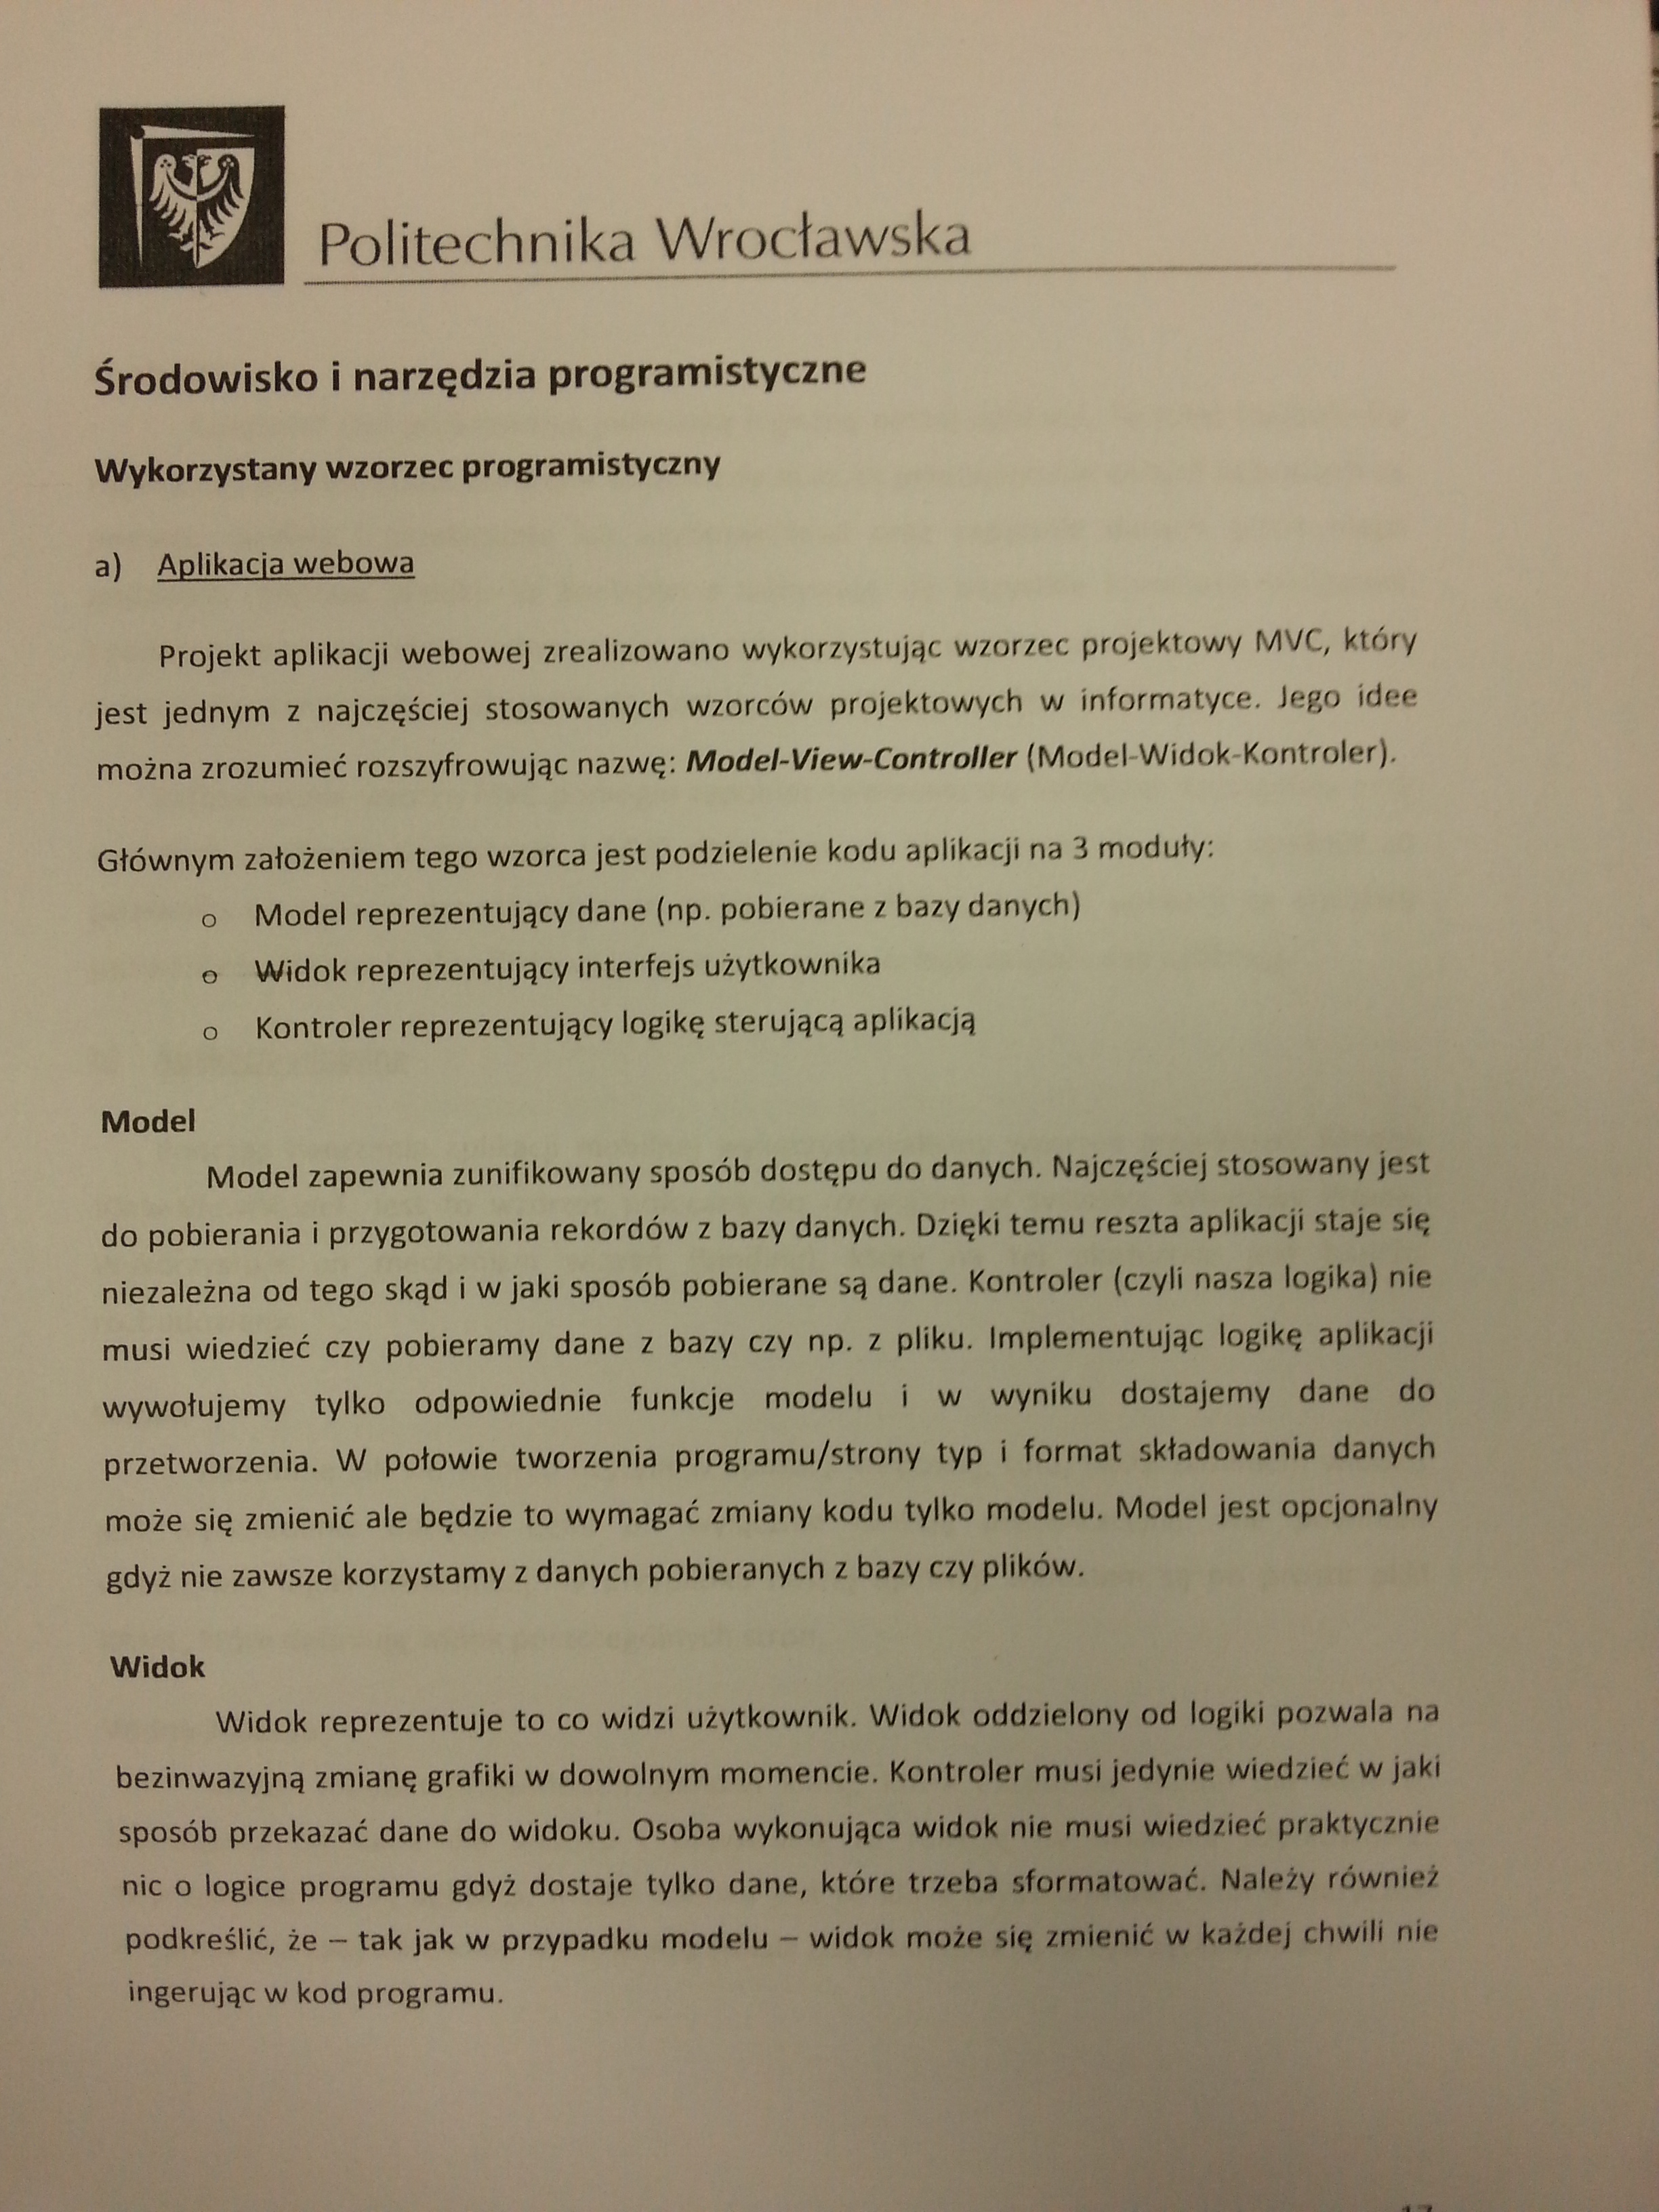 Politechnika Wrocławska
Środowisko i narzędzia programistyczne
Wykorzystany wzorzec programistyczny
a) Aplikacja webowa
Projekt aplikacji webowej zrealizowano wykorzystując wzorzec projektowy MVC, który
jest jednym z najczęściej stosowanych wzorców projektowych w informatyce. Jego idee
można zrozumieć rozszyfrowując nazwę: Model-View-Controller (Model-Widok-Kontroler).
Głównym założeniem tego wzorca jest podzielenie kodu aplikacji na 3 moduły:
o Model reprezentujący dane (np. pobierane z bazy danych)
o Widok reprezentujący interfejs użytkownika
o Kontroler reprezentujący logikę sterującą aplikacją
Model
Model zapewnia zunifikowany sposób dostępu do danych. Najczęściej stosowany jest
do pobierania i przygotowania rekordów z bazy danych. Dzięki temu reszta aplikacji staje się
niezależna od tego skąd i w jaki sposób pobierane są dane. Kontroler (czyli nasza logika) nie
musi wiedzieć czy pobieramy dane z bazy czy np. z pliku. Implementując logikę aplikacji
wywołujemy tylko odpowiednie funkcje modelu i w wyniku dostajemy dane do
przetworzenia. W połowie tworzenia programu/strony typ i format składowania danych
może się zmienić ale będzie to wymagać zmiany kodu tylko modelu. Model jest opcjonalny
gdyż nie zawsze korzystamy z danych pobieranych z bazy czy plików.
Widok
Widok reprezentuje to co widzi użytkownik. Widok oddzielony od logiki pozwala na
bezinwazyjną zmianę grafiki w dowolnym momencie. Kontroler musi jedynie wiedzieć w jaki
sposób przekazać dane do widoku. Osoba wykonująca widok nie musi wiedzieć praktycznie
nic o logice programu gdyż dostaje tylko dane, które trzeba sformatować. Należy również
podkreślić, że – tak jak w przypadku modelu – widok może się zmienić w każdej chwili nie
ingerując w kod programu.